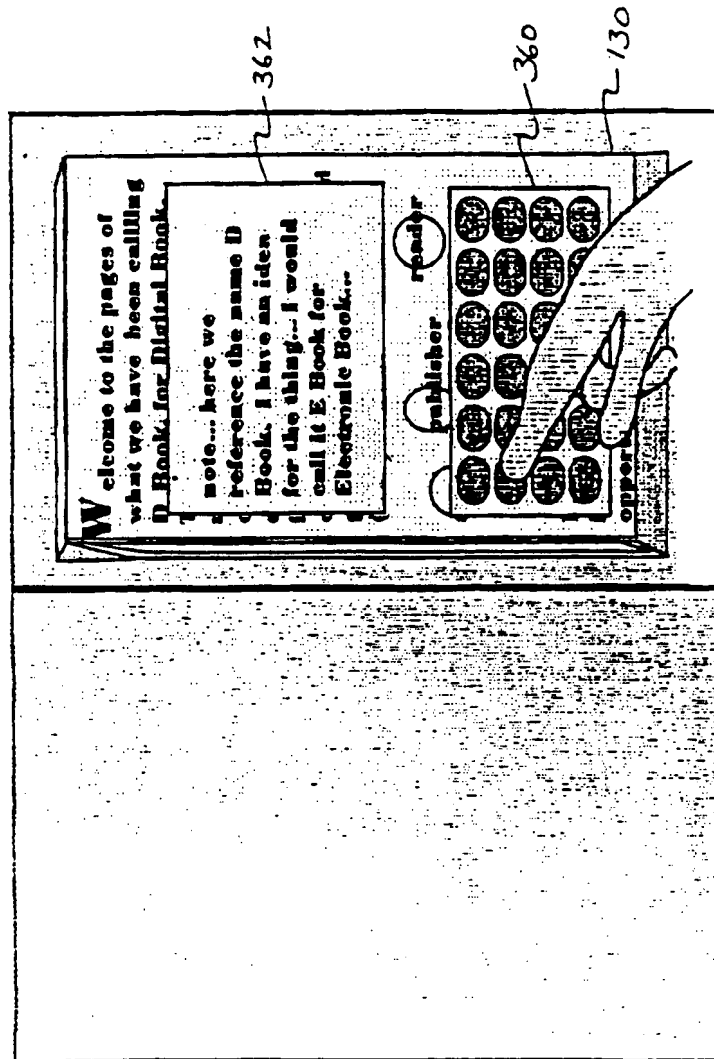 Welcome to the pages of
what we have been callling
D Book, for Digital Book.
note... here we
reference the name D
Book. I have an iden
for the thing... I would
call it E Book for
Electronic Book...
publisher
reader
oppers
362
360
130